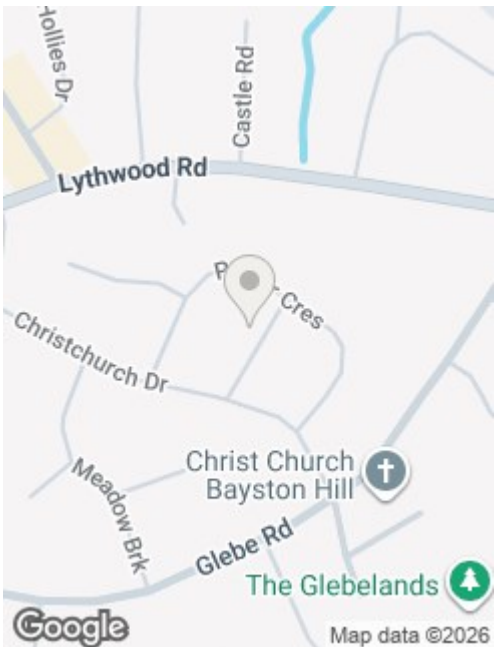 Hollies Dr
Castle Rd
Lythwood Rd
Cres
Christchurch Dr
Christ Church
Bayston Hill
Meadow Brk
Glebe Rd
The Glebelands
Google
Map data ©2026